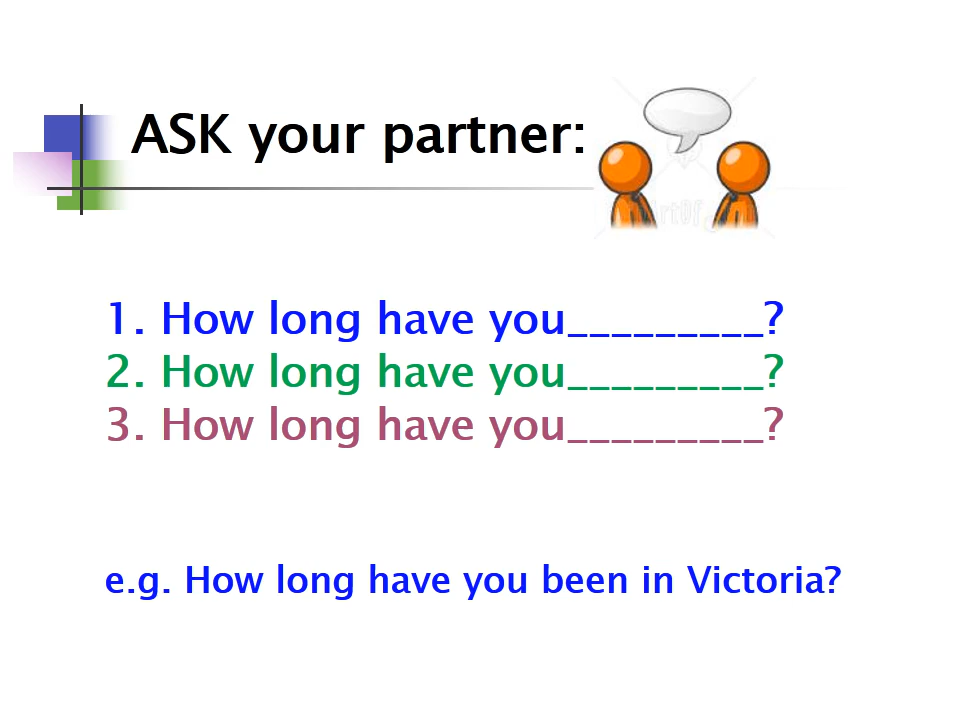 ASK your partner:
1. How long have you_________?
2. How long have you_________?
3. How long have you_________?
e.g. How long have you been in Victoria?